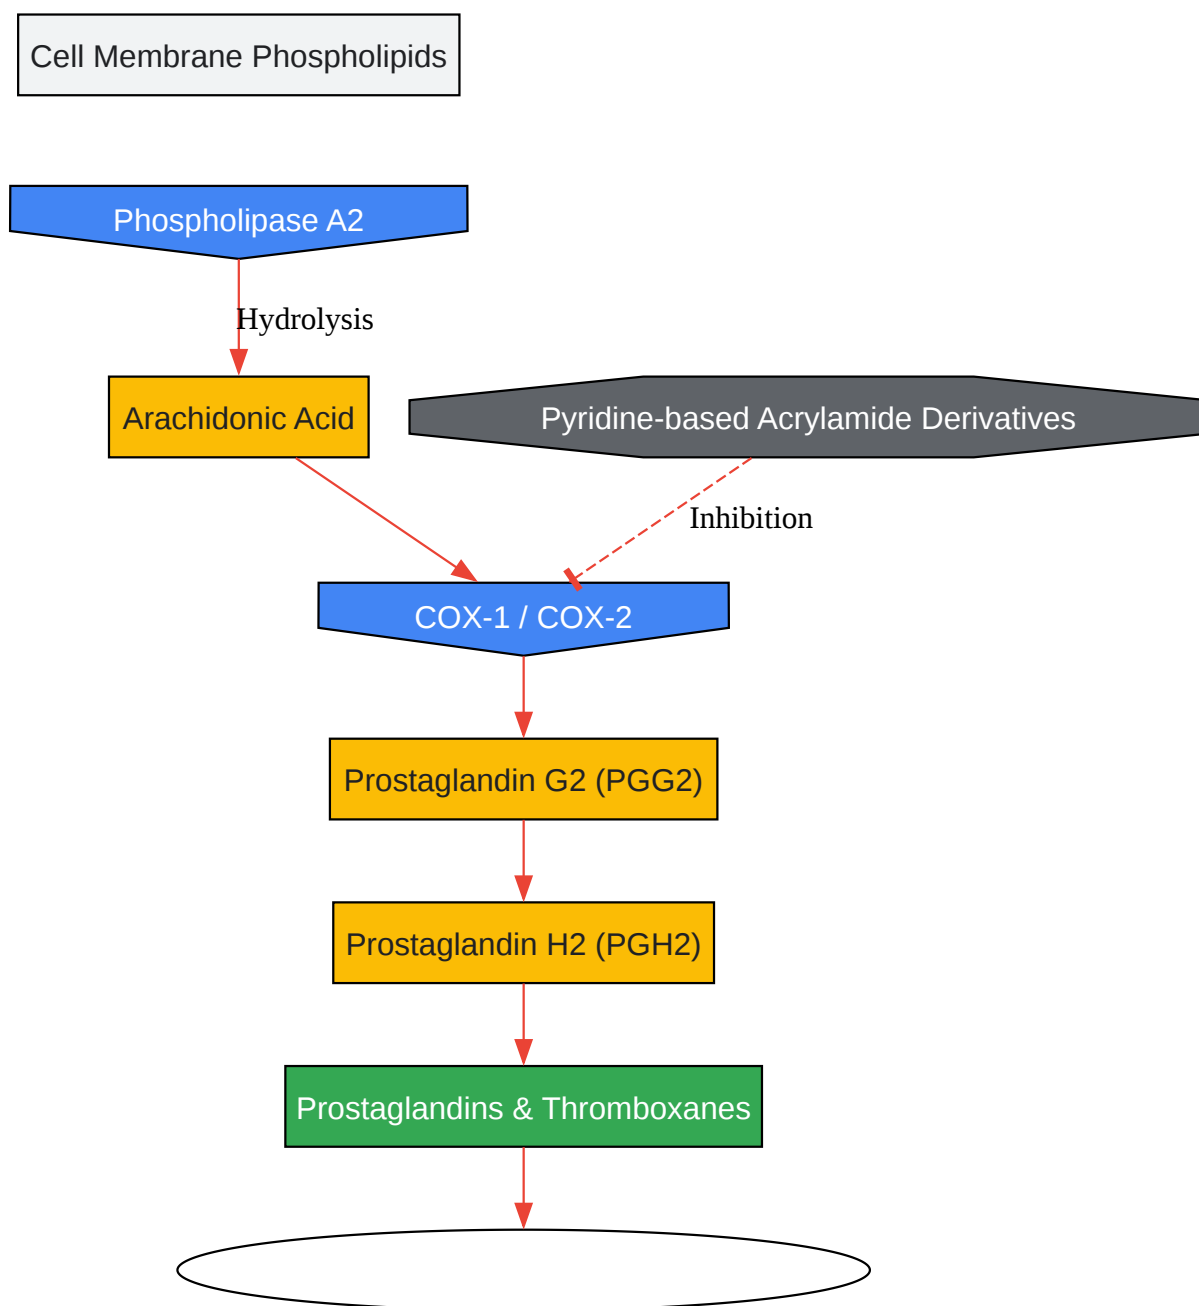 Cell Membrane Phospholipids
Phospholipase A2
Hydrolysis
Arachidonic Acid
Pyridine-based Acrylamide Derivatives
Inhibition
COX-1 / COX-2
Prostaglandin G2 (PGG2)
Prostaglandin H2 (PGH2)
Prostaglandins & Thromboxanes